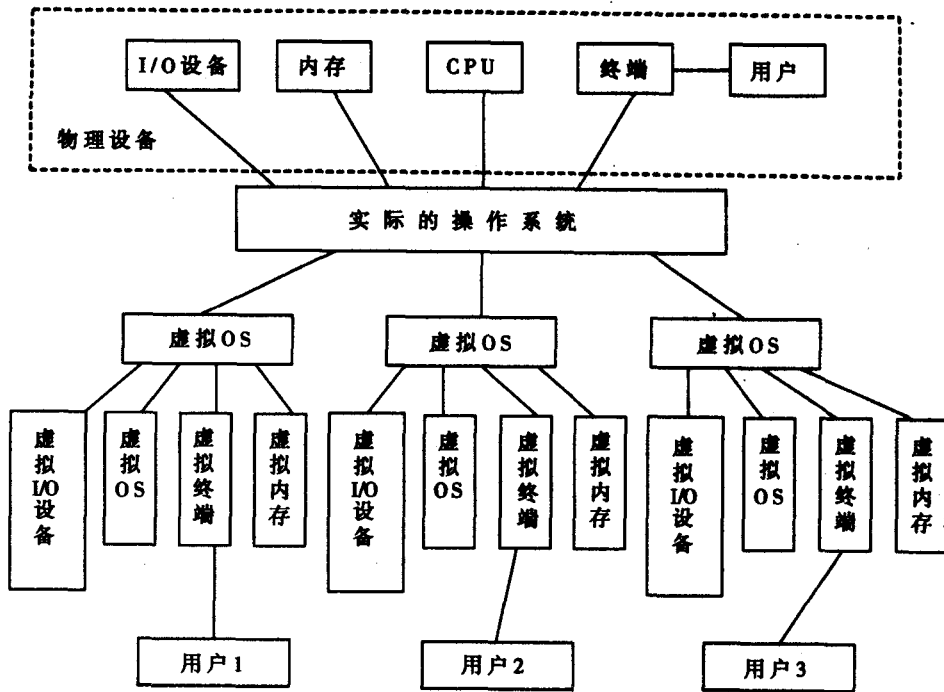 I/O设备
内存
CPU
终端
用户
物理设备
实际的操作系统
虚拟OS
虚拟OS
虚拟OS
虚拟I/O设备
虚拟OS
虚拟终端
虚拟内存
虚拟I/O设备
虚拟OS
虚拟终端
虚拟内存
虚拟I/O设备
虚拟OS
虚拟终端
虚拟内存
用户1
用户2
用户3